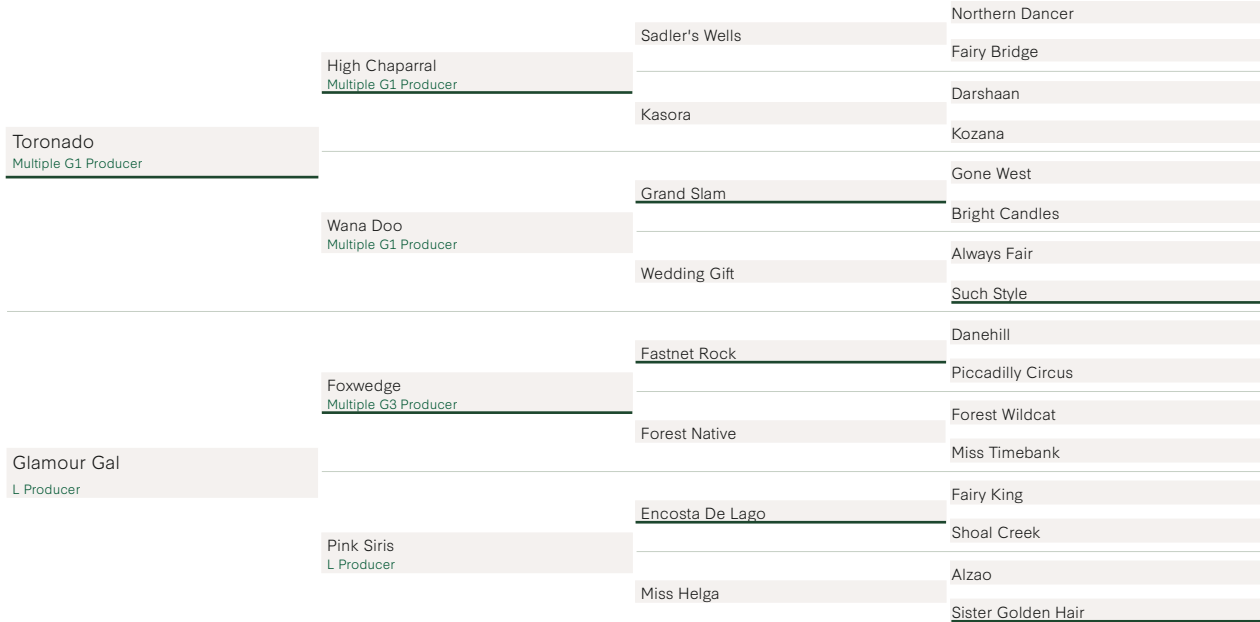 Toronado
Multiple G1 Producer
Glamour Gal
L Producer
High Chaparral
Multiple G1 Producer
Wana Doo
Multiple G1 Producer
Foxwedge
Multiple G3 Producer
Pink Siris
L Producer
Sadler's Wells
Kasora
Grand Slam
Wedding Gift
Fastnet Rock
Forest Native
Encosta De Lago
Miss Helga
Northern Dancer
Fairy Bridge
Darshaan
Kozana
Gone West
Bright Candles
Always Fair
Such Style
Danehill
Piccadilly Circus
Forest Wildcat
Miss Timebank
Fairy King
Shoal Creek
Alzao
Sister Golden Hair